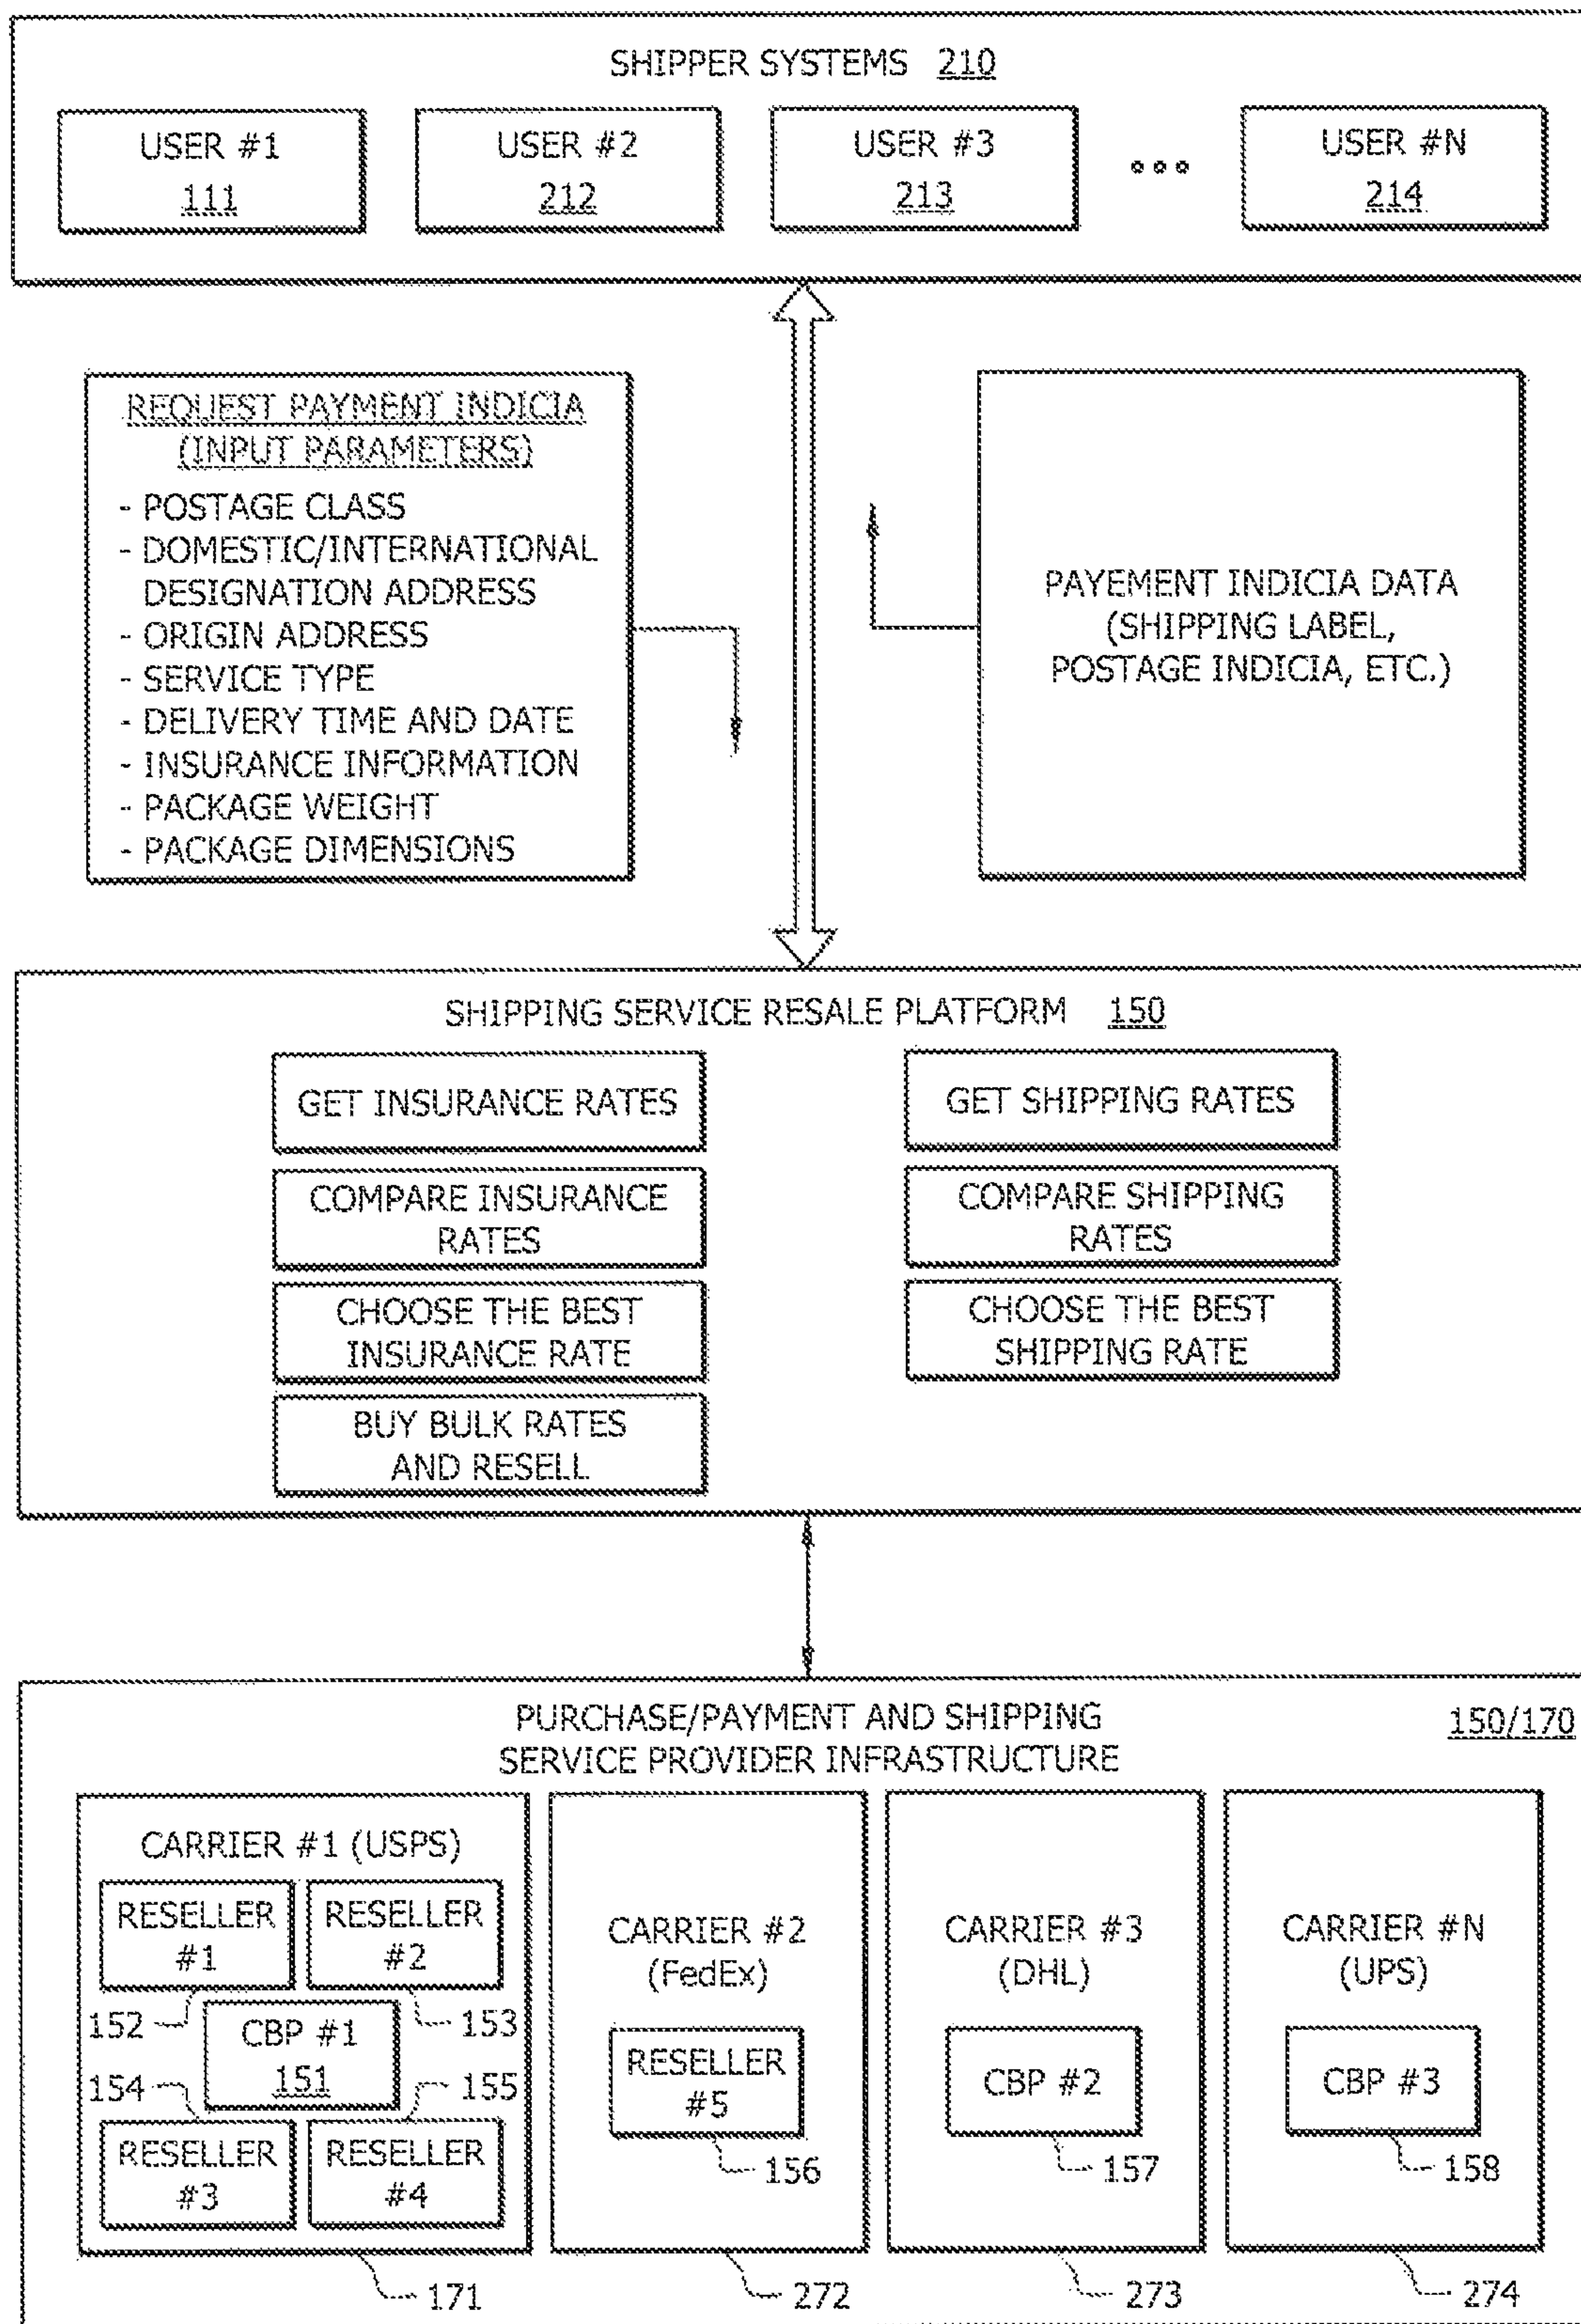 SHIPPER SYSTEMS 210
USER #1
111
USER #2
212
USER #3
213
USER #N
214
REQUEST PAYMENT INDICIA
(INPUT PARAMETERS)
- POSTAGE CLASS
- DOMESTIC/INTERNATIONAL
DESIGNATION ADDRESS
- ORIGIN ADDRESS
- SERVICE TYPE
- DELIVERY TIME AND DATE
- INSURANCE INFORMATION
- PACKAGE WEIGHT
- PACKAGE DIMENSIONS
PAYEMENT INDICIA DATA
(SHIPPING LABEL,
POSTAGE INDICIA, ETC.)
SHIPPING SERVICE RESALE PLATFORM 150
GET INSURANCE RATES
COMPARE INSURANCE
RATES
CHOOSE THE BEST
INSURANCE RATE
BUY BULK RATES
AND RESELL
GET SHIPPING RATES
COMPARE SHIPPING
RATES
CHOOSE THE BEST
SHIPPING RATE
PURCHASE/PAYMENT AND SHIPPING
SERVICE PROVIDER INFRASTRUCTURE
150/170
CARRIER #1 (USPS)
RESELLER
#1
RESELLER
#2
152
CBP #1
151
153
154
155
RESELLER
#3
RESELLER
#4
171
CARRIER #2
(FedEx)
RESELLER
#5
156
272
CARRIER #3
(DHL)
CBP #2
157
273
CARRIER #N
(UPS)
CBP #3
158
274